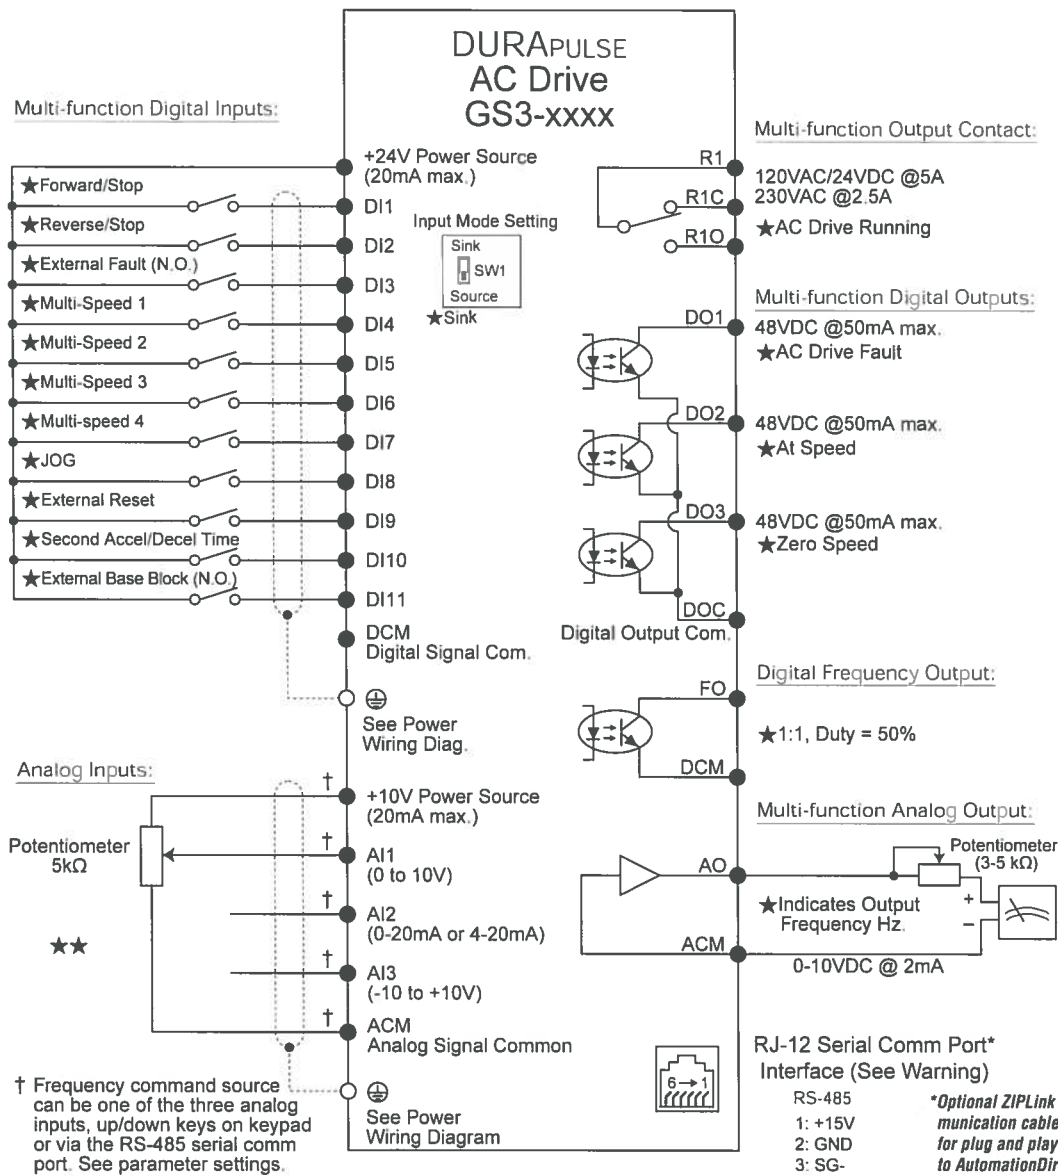 DURAPULSE
AC Drive
GS3-xxxx
Multi-function Digital Inputs:
+24V Power Source
(20mA max.)
★Forward/Stop
DI1
★Reverse/Stop
DI2
★External Fault (N.O.)
DI3
★Multi-Speed 1
DI4
★Multi-Speed 2
DI5
★Multi-Speed 3
DI6
★Multi-speed 4
DI7
★JOG
DI8
★External Reset
DI9
★Second Accel/Decel Time
DI10
★External Base Block (N.O.)
DI11
DCM
Digital Signal Com.
See Power
Wiring Diag.
Input Mode Setting
Sink
SW1
Source
★Sink
Multi-function Output Contact:
R1
R1C
R1O
120VAC/24VDC @5A
230VAC @2.5A
★AC Drive Running
Multi-function Digital Outputs:
DO1
48VDC @50mA max.
★AC Drive Fault
DO2
48VDC @50mA max.
★At Speed
DO3
48VDC @50mA max.
★Zero Speed
DOC
Digital Output Com.
Digital Frequency Output:
FO
★1:1, Duty = 50%
DCM
Multi-function Analog Output:
AO
Potentiometer
(3-5 kΩ)
+
−
★Indicates Output
Frequency Hz.
ACM
0-10VDC @ 2mA
Analog Inputs:
Potentiometer
5kΩ
★★
†
+10V Power Source
(20mA max.)
†
AI1
(0 to 10V)
†
AI2
(0-20mA or 4-20mA)
†
AI3
(-10 to +10V)
†
ACM
Analog Signal Common
See Power
Wiring Diagram
† Frequency command source
can be one of the three analog
inputs, up/down keys on keypad
or via the RS-485 serial comm
port. See parameter settings.
6→1
RJ-12 Serial Comm Port*
Interface (See Warning)
RS-485
1: +15V
2: GND
3: SG-
*Optional ZIPLink
munication cable
for plug and play
to AutomationDir